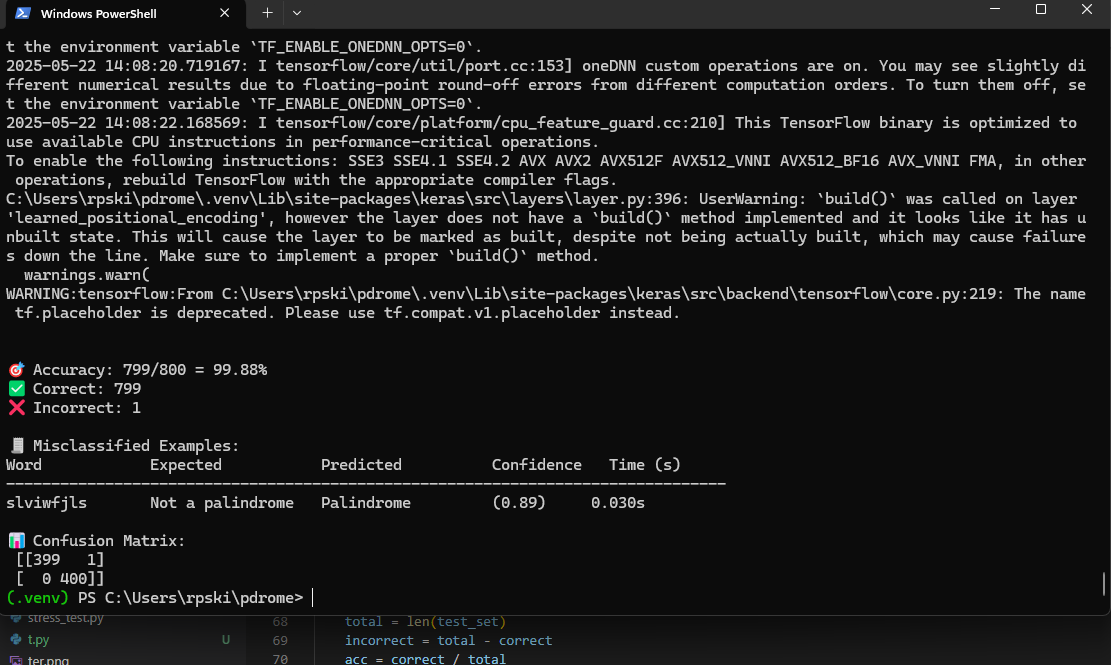 Windows PowerShell
t the environment variable `TF_ENABLE_ONEDNN_OPTS=0`.
2025-05-22 14:08:20.719167: I tensorflow/core/util/port.cc:153] oneDNN custom operations are on. You may see slightly di
fferent numerical results due to floating-point round-off errors from different computation orders. To turn them off, se
t the environment variable `TF_ENABLE_ONEDNN_OPTS=0`.
2025-05-22 14:08:22.168569: I tensorflow/core/platform/cpu_feature_guard.cc:210] This TensorFlow binary is optimized to
use available CPU instructions in performance-critical operations.
To enable the following instructions: SSE3 SSE4.1 SSE4.2 AVX AVX2 AVX512F AVX512_VNNI AVX512_BF16 AVX_VNNI FMA, in other
 operations, rebuild TensorFlow with the appropriate compiler flags.
C:\Users\rpski\pdrome\.venv\Lib\site-packages\keras\src\layers\layer.py:396: UserWarning: `build()` was called on layer
'learned_positional_encoding', however the layer does not have a `build()` method implemented and it looks like it has u
nbuilt state. This will cause the layer to be marked as built, despite not being actually built, which may cause failure
s down the line. Make sure to implement a proper `build()` method.
  warnings.warn(
WARNING:tensorflow:From C:\Users\rpski\pdrome\.venv\Lib\site-packages\keras\src\backend\tensorflow\core.py:219: The name
 tf.placeholder is deprecated. Please use tf.compat.v1.placeholder instead.
🎯 Accuracy: 799/800 = 99.88%
✅ Correct: 799
❌ Incorrect: 1
🧾 Misclassified Examples:
Word            Expected           Predicted          Confidence   Time (s)
--------------------------------------------------------------------------------
slviwfjls       Not a palindrome   Palindrome         (0.89)     0.030s
📊 Confusion Matrix:
 [[399   1]
 [  0 400]]
(.venv) PS C:\Users\rpski\pdrome>
stress_test.py
t.py U
ter.png
68 total = len(test_set)
69 incorrect = total - correct
70 acc = correct / total